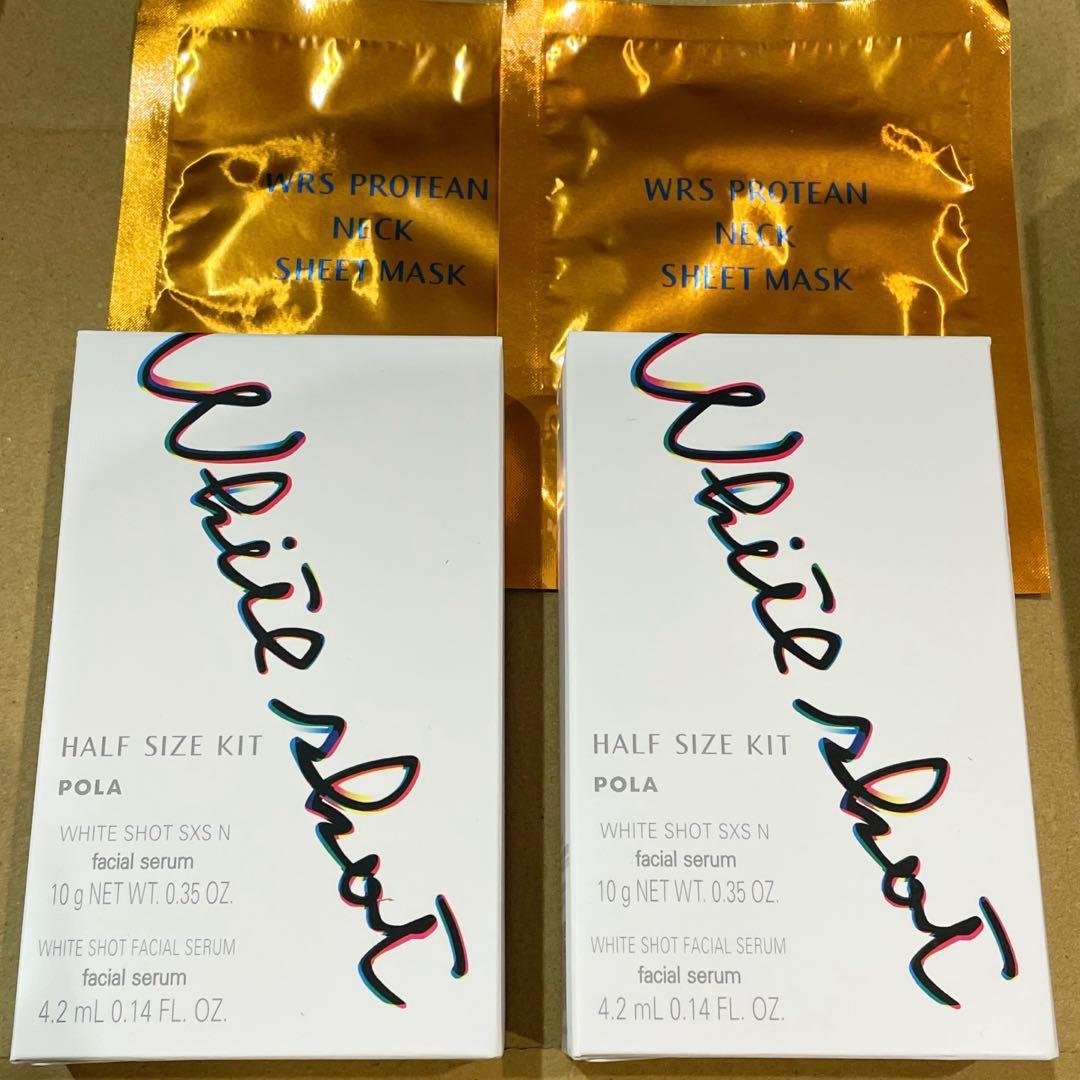 WRS PROTEAN
NECK
SHEET MASK
WRS PROTEAN
NECK
SHEET MASK
White Shot
HALF SIZE KIT
POLA
WHITE SHOT SXS N
facial serum
10 g NET WT. 0.35 OZ.
WHITE SHOT FACIAL SERUM
facial serum
4.2 mL 0.14 FL. OZ.
White Shot
HALF SIZE KIT
POLA
WHITE SHOT SXS N
facial serum
10 g NET WT. 0.35 OZ.
WHITE SHOT FACIAL SERUM
facial serum
4.2 mL 0.14 FL. OZ.